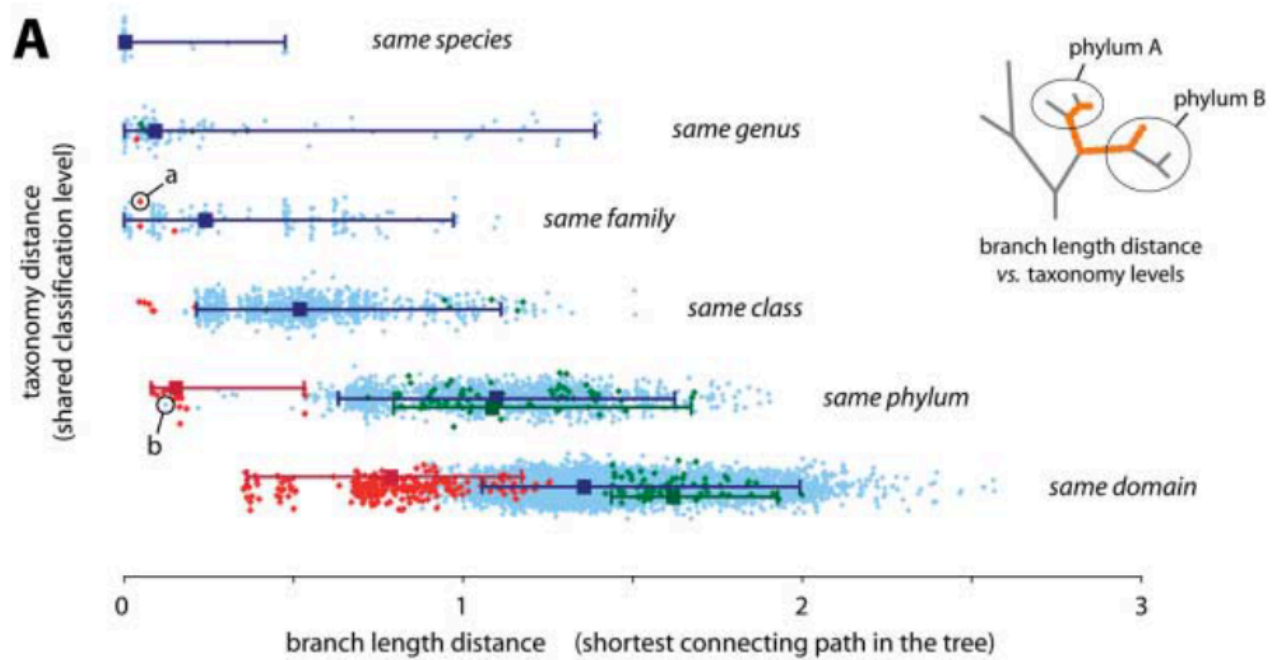 A
same species
phylum A
phylum B
same genus
a
same family
branch length distance
vs. taxonomy levels
same class
taxonomy distance
(shared classification level)
same phylum
b
same domain
0 1 2 3
branch length distance (shortest connecting path in the tree)